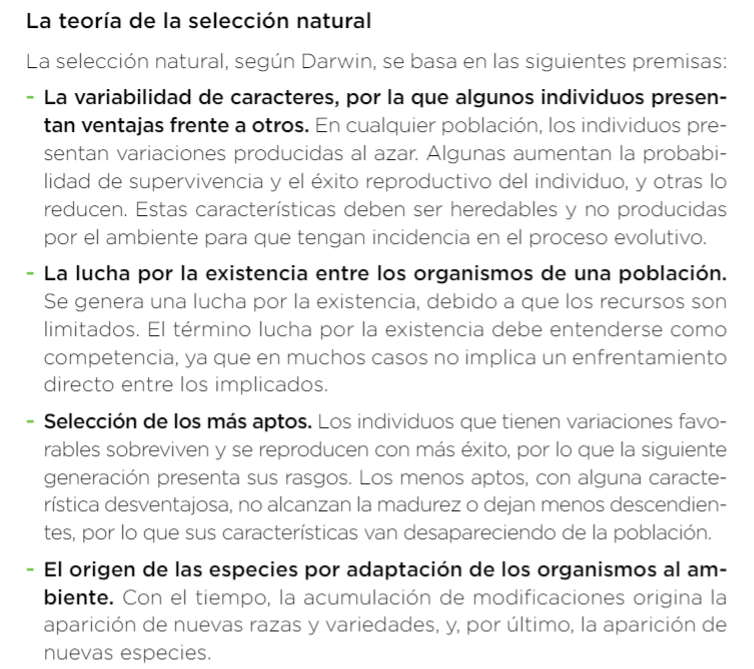 La teoría de la selección natural
La selección natural, según Darwin, se basa en las siguientes premisas:
- La variabilidad de caracteres, por la que algunos individuos presen-
tan ventajas frente a otros. En cualquier población, los individuos pre-
sentan variaciones producidas al azar. Algunas aumentan la probabi-
lidad de supervivencia y el éxito reproductivo del individuo, y otras lo
reducen. Estas características deben ser heredables y no producidas
por el ambiente para que tengan incidencia en el proceso evolutivo.
- La lucha por la existencia entre los organismos de una población.
Se genera una lucha por la existencia, debido a que los recursos son
limitados. El término lucha por la existencia debe entenderse como
competencia, ya que en muchos casos no implica un enfrentamiento
directo entre los implicados.
- Selección de los más aptos. Los individuos que tienen variaciones favo-
rables sobreviven y se reproducen con más éxito, por lo que la siguiente
generación presenta sus rasgos. Los menos aptos, con alguna caracte-
rística desventajosa, no alcanzan la madurez o dejan menos descendien-
tes, por lo que sus características van desapareciendo de la población.
- El origen de las especies por adaptación de los organismos al am-
biente. Con el tiempo, la acumulación de modificaciones origina la
aparición de nuevas razas y variedades, y, por último, la aparición de
nuevas especies.